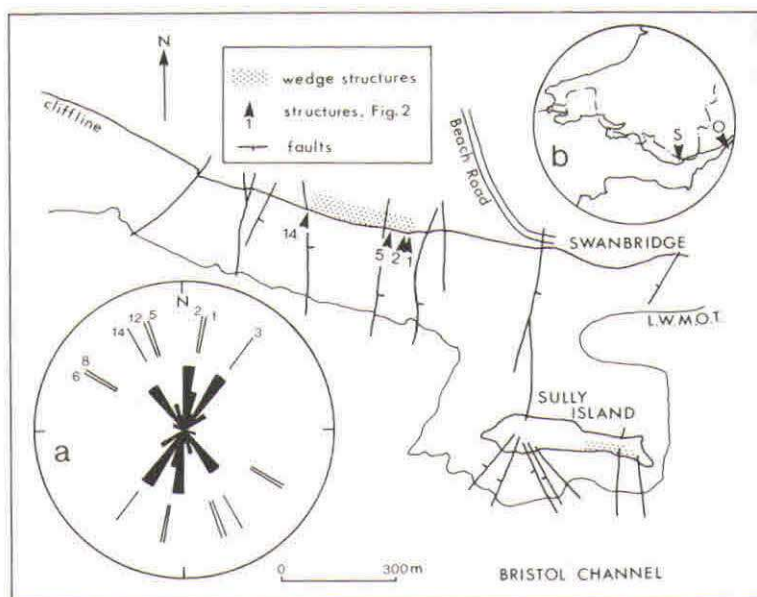 N
wedge structures
1
structures, Fig. 2
faults
cliffline
Beach Road
b
S
O
14
5
2
1
SWANBRIDGE
L.W.M.O.T.
SULLY
ISLAND
a
N
14
12
5
2
1
3
8
6
0
300m
BRISTOL CHANNEL